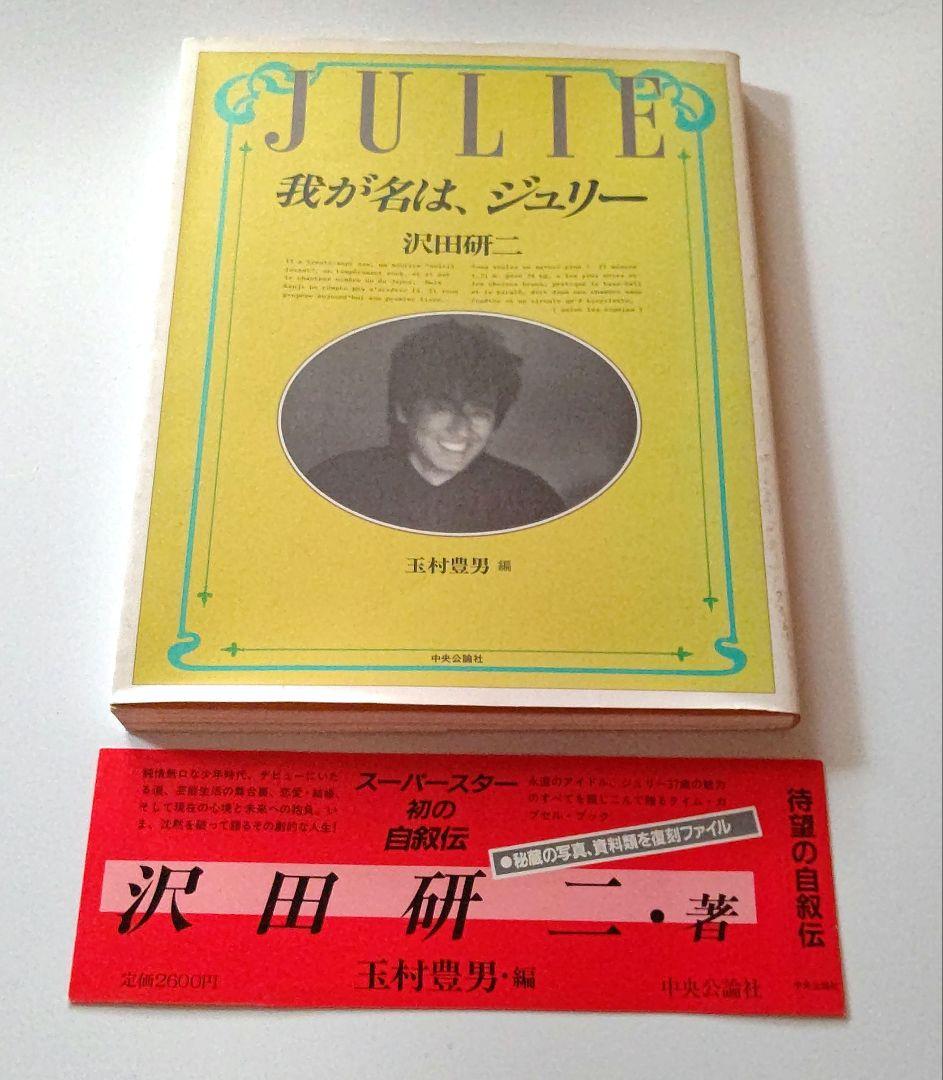 JULIE
我が名は、ジュリー
沢田研二
玉村豊男 編
中央公論社
純情無口な少年時代、デビューにいた
る道、芸能生活の舞台裏、恋愛・結婚、
そして現在の心境と未来への抱負。い
ま、沈黙を破って語るその劇的な人生!
スーパースター
初の
自叙伝
永遠のアイドル、ジュリー37歳の魅力
のすべてを封じこんで贈るタイム・カ
プセル・ブック
●秘蔵の写真、資料類を復刻ファイル
沢田研二・著
定価2600円
玉村豊男・編
中央公論社
待望の自叙伝
中央公論社